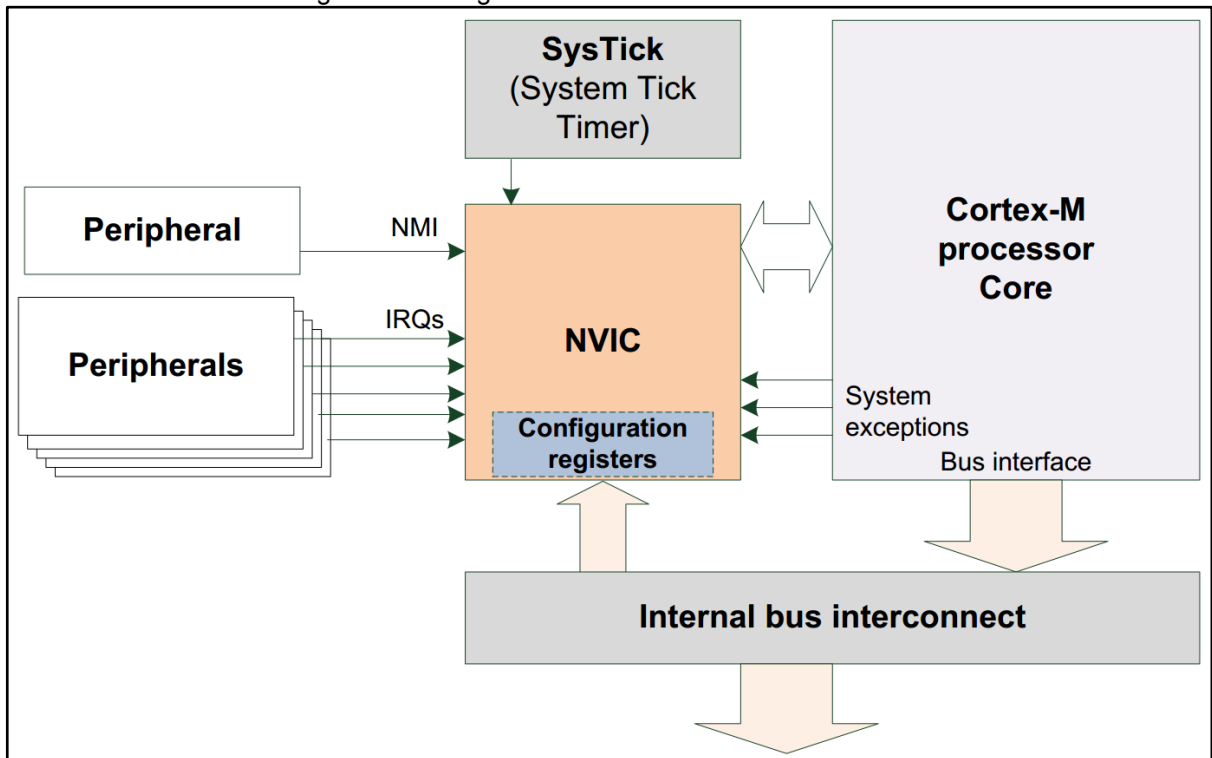 SysTick
(System Tick
Timer)
Cortex-M
processor
Core
Peripheral
NMI
IRQs
Peripherals
NVIC
Configuration
registers
System
exceptions
Bus interface
Internal bus interconnect